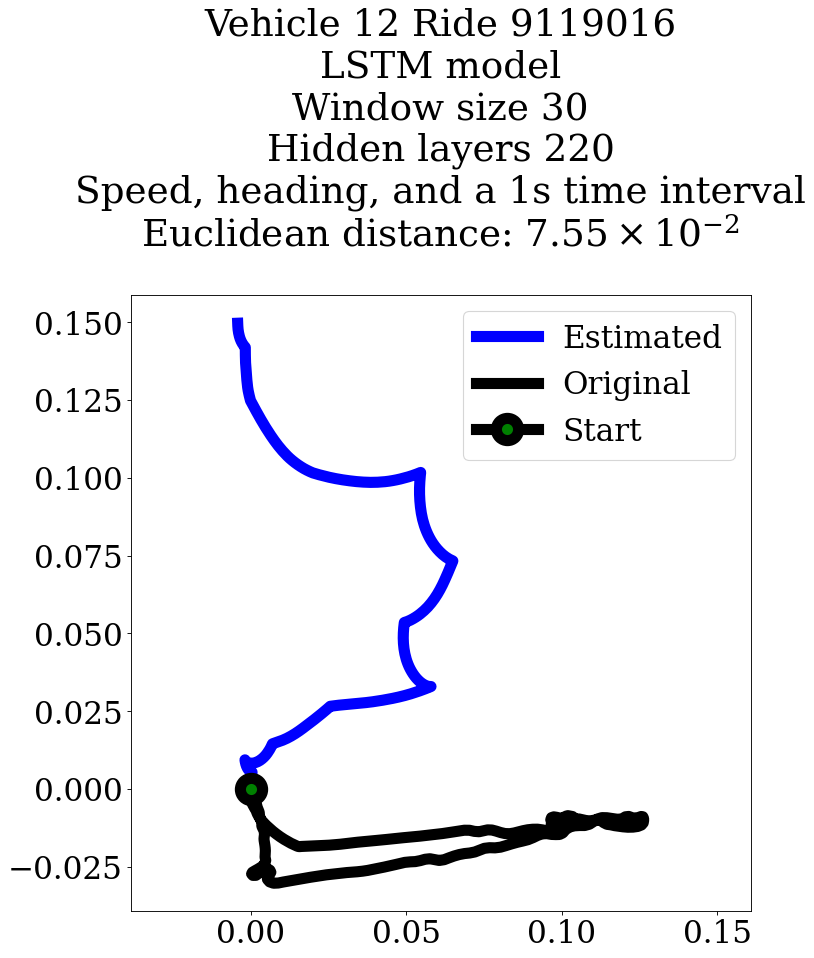 Vehicle 12 Ride 9119016
LSTM model
Window size 30
Hidden layers 220
Speed, heading, and a 1s time interval
Euclidean distance: 7.55 × 10⁻²
Estimated
Original
Start
0.150
0.125
0.100
0.075
0.050
0.025
0.000
−0.025
0.00 0.05 0.10 0.15